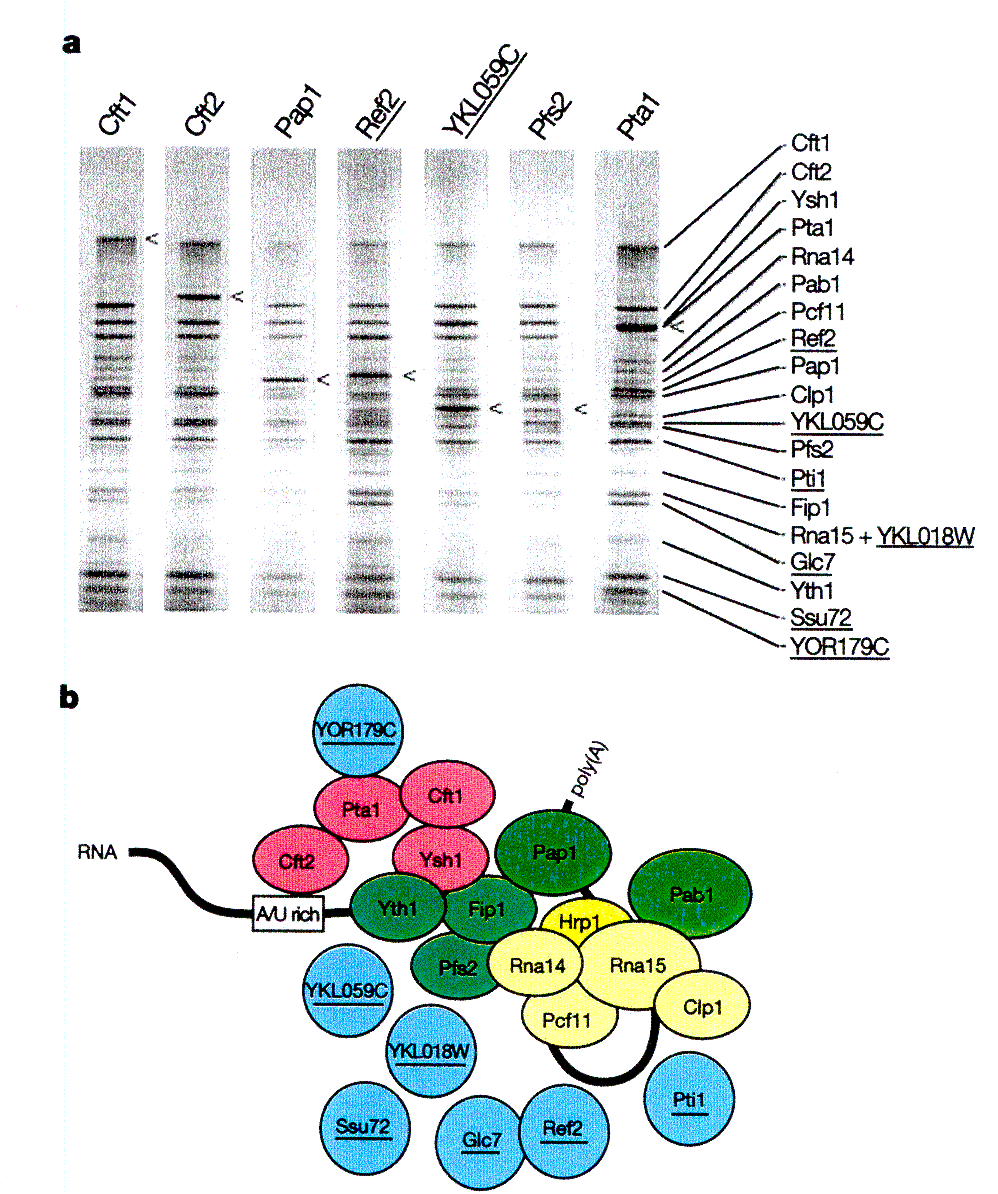 a
Cft1 Cft2 Pap1 Ref2 YKL059C Pfs2 Pta1
Cft1
Cft2
Ysh1
Pta1
Rna14
Pab1
Pcf11
Ref2
Pap1
Clp1
YKL059C
Pfs2
Pti1
Fip1
Rna15 + YKL018W
Glc7
Yth1
Ssu72
YOR179C
b
YOR179C
poly(A)
Pta1
Cft1
RNA
Cft2
Ysh1
Pap1
A/U rich
Yth1
Fip1
Hrp1
Pab1
Pfs2
Rna14
Rna15
YKL059C
Pcf11
Clp1
YKL018W
Ssu72
Glc7
Ref2
Pti1